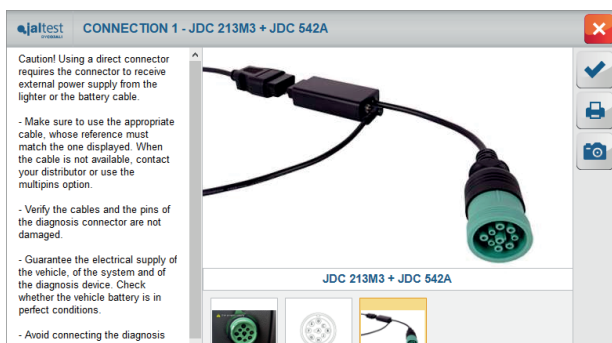 jaltest
CONNECTION 1 - JDC 213M3 + JDC 542A
Caution! Using a direct connector
requires the connector to receive
external power supply from the
lighter or the battery cable.
- Make sure to use the appropriate
cable, whose reference must
match the one displayed. When
the cable is not available, contact
your distributor or use the
multipins option.
- Verify the cables and the pins of
the diagnosis connector are not
damaged.
- Guarantee the electrical supply of
the vehicle, of the system and of
the diagnosis device. Check
whether the vehicle battery is in
perfect conditions.
- Avoid connecting the diagnosis
JDC 213M3 + JDC 542A